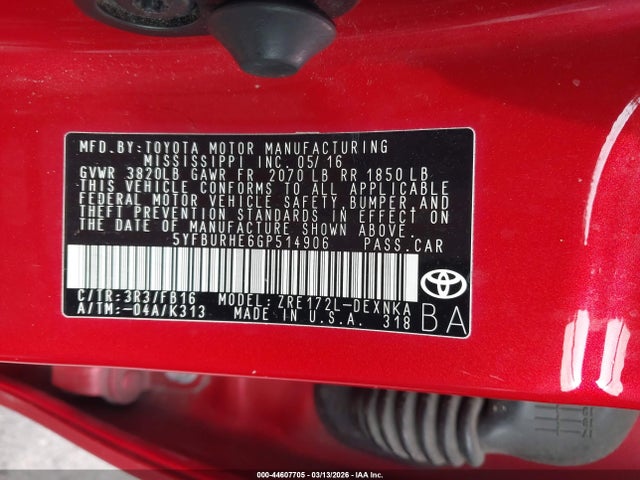 MFD. BY: TOYOTA MOTOR MANUFACTURING
MISSISSIPPI INC. 05/16
GVWR 3820LB GAWR FR 2070 LB RR 1850 LB
THIS VEHICLE CONFORMS TO ALL APPLICABLE
FEDERAL MOTOR VEHICLE SAFETY, BUMPER, AND
THEFT PREVENTION STANDARDS IN EFFECT ON
THE DATE OF MANUFACTURE SHOWN ABOVE.
5YFBURHE6GP514906 PASS.CAR
C/TR: 3R3/FB16 MODEL: ZRE172L-DEXNKA
A/TM:-04A/K313 MADE IN U.S.A. 318
TOYOTA
BA
000-44607705 - 03/13/2026 - IAA Inc.